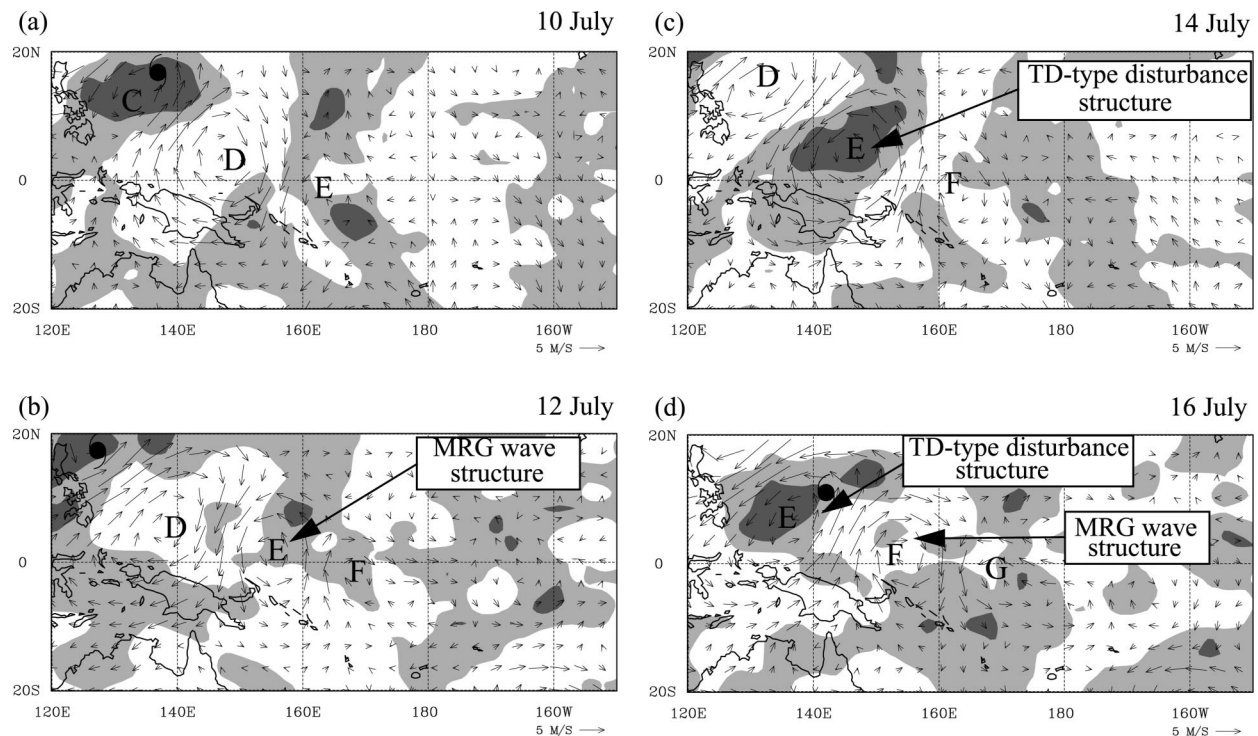 (a)
10 July
20N
0
20S
C
D
E
120E 140E 160E 180 160W
5 M/S
(c)
14 July
20N
0
20S
D
TD-type disturbance
structure
E
F
120E 140E 160E 180 160W
5 M/S
(b)
12 July
20N
0
20S
MRG wave
structure
D
E
F
120E 140E 160E 180 160W
5 M/S
(d)
16 July
20N
0
20S
TD-type disturbance
structure
E
MRG wave
structure
F
G
120E 140E 160E 180 160W
5 M/S